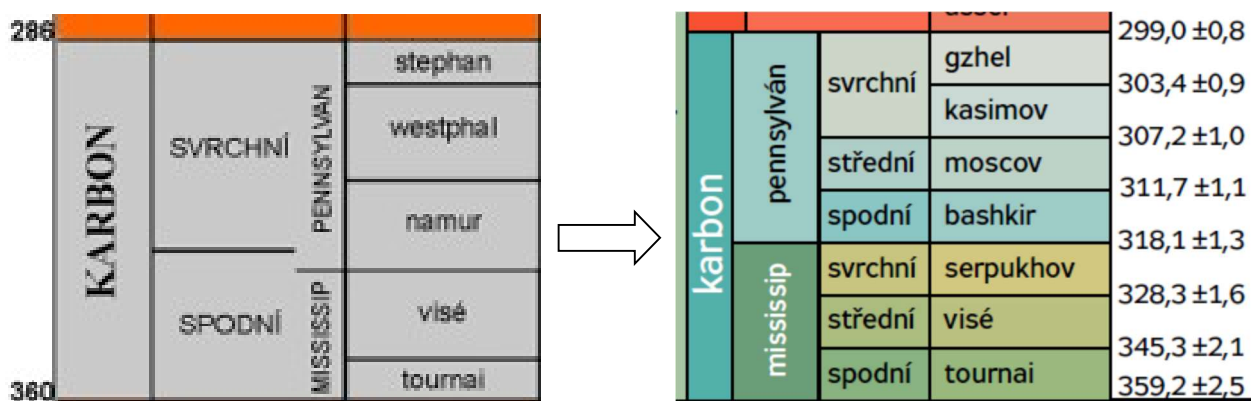 286
stephan
westphal
namur
visé
tournai
KARBON
SVRCHNÍ
SPODNÍ
PENNSYLVAN
MISSISSIP
360
karbon
pennsylván
mississip
svrchní
střední
spodní
svrchní
střední
spodní
gzhel
kasimov
moscov
bashkir
serpukhov
visé
tournai
299,0 ±0,8
303,4 ±0,9
307,2 ±1,0
311,7 ±1,1
318,1 ±1,3
328,3 ±1,6
345,3 ±2,1
359,2 ±2,5